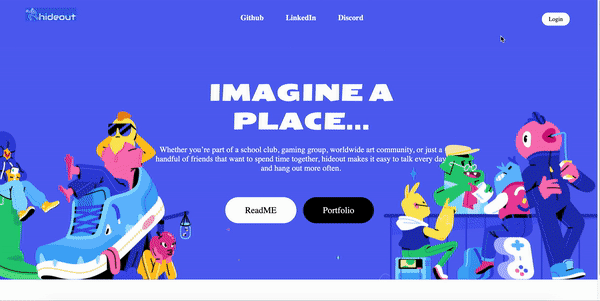 hideout
Github LinkedIn Discord
Login
IMAGINE A
PLACE...
Whether you're part of a school club, gaming group, worldwide art community, or just a
handful of friends that want to spend time together, hideout makes it easy to talk every day
and hang out more often.
ReadME Portfolio